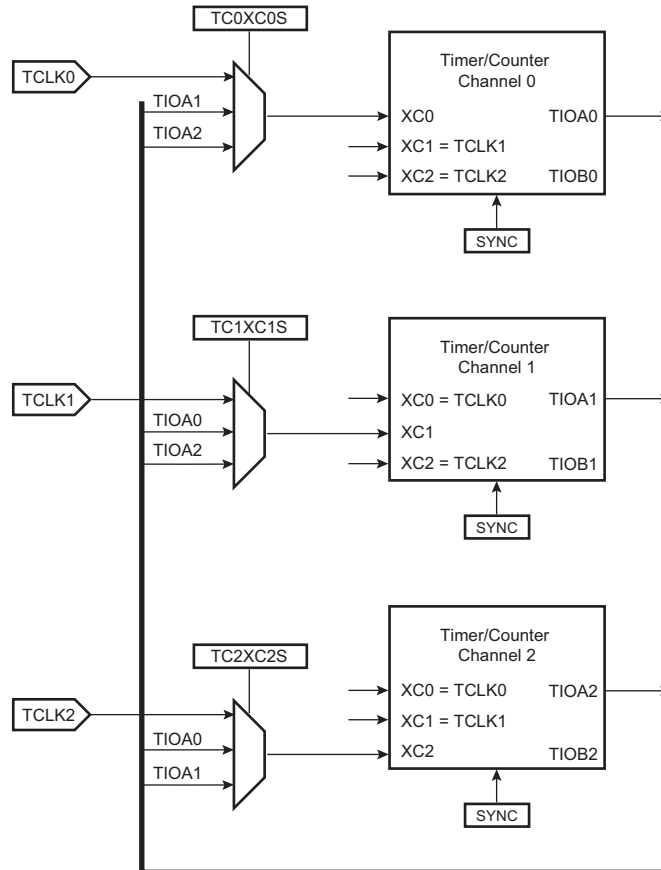 TC0XC0S
TCLK0
TIOA1
TIOA2
Timer/Counter
Channel 0
XC0
TIOA0
XC1 = TCLK1
XC2 = TCLK2
TIOB0
SYNC
TC1XC1S
TCLK1
TIOA0
TIOA2
Timer/Counter
Channel 1
XC0 = TCLK0
TIOA1
XC1
XC2 = TCLK2
TIOB1
SYNC
TC2XC2S
TCLK2
TIOA0
TIOA1
Timer/Counter
Channel 2
XC0 = TCLK0
TIOA2
XC1 = TCLK1
XC2
TIOB2
SYNC